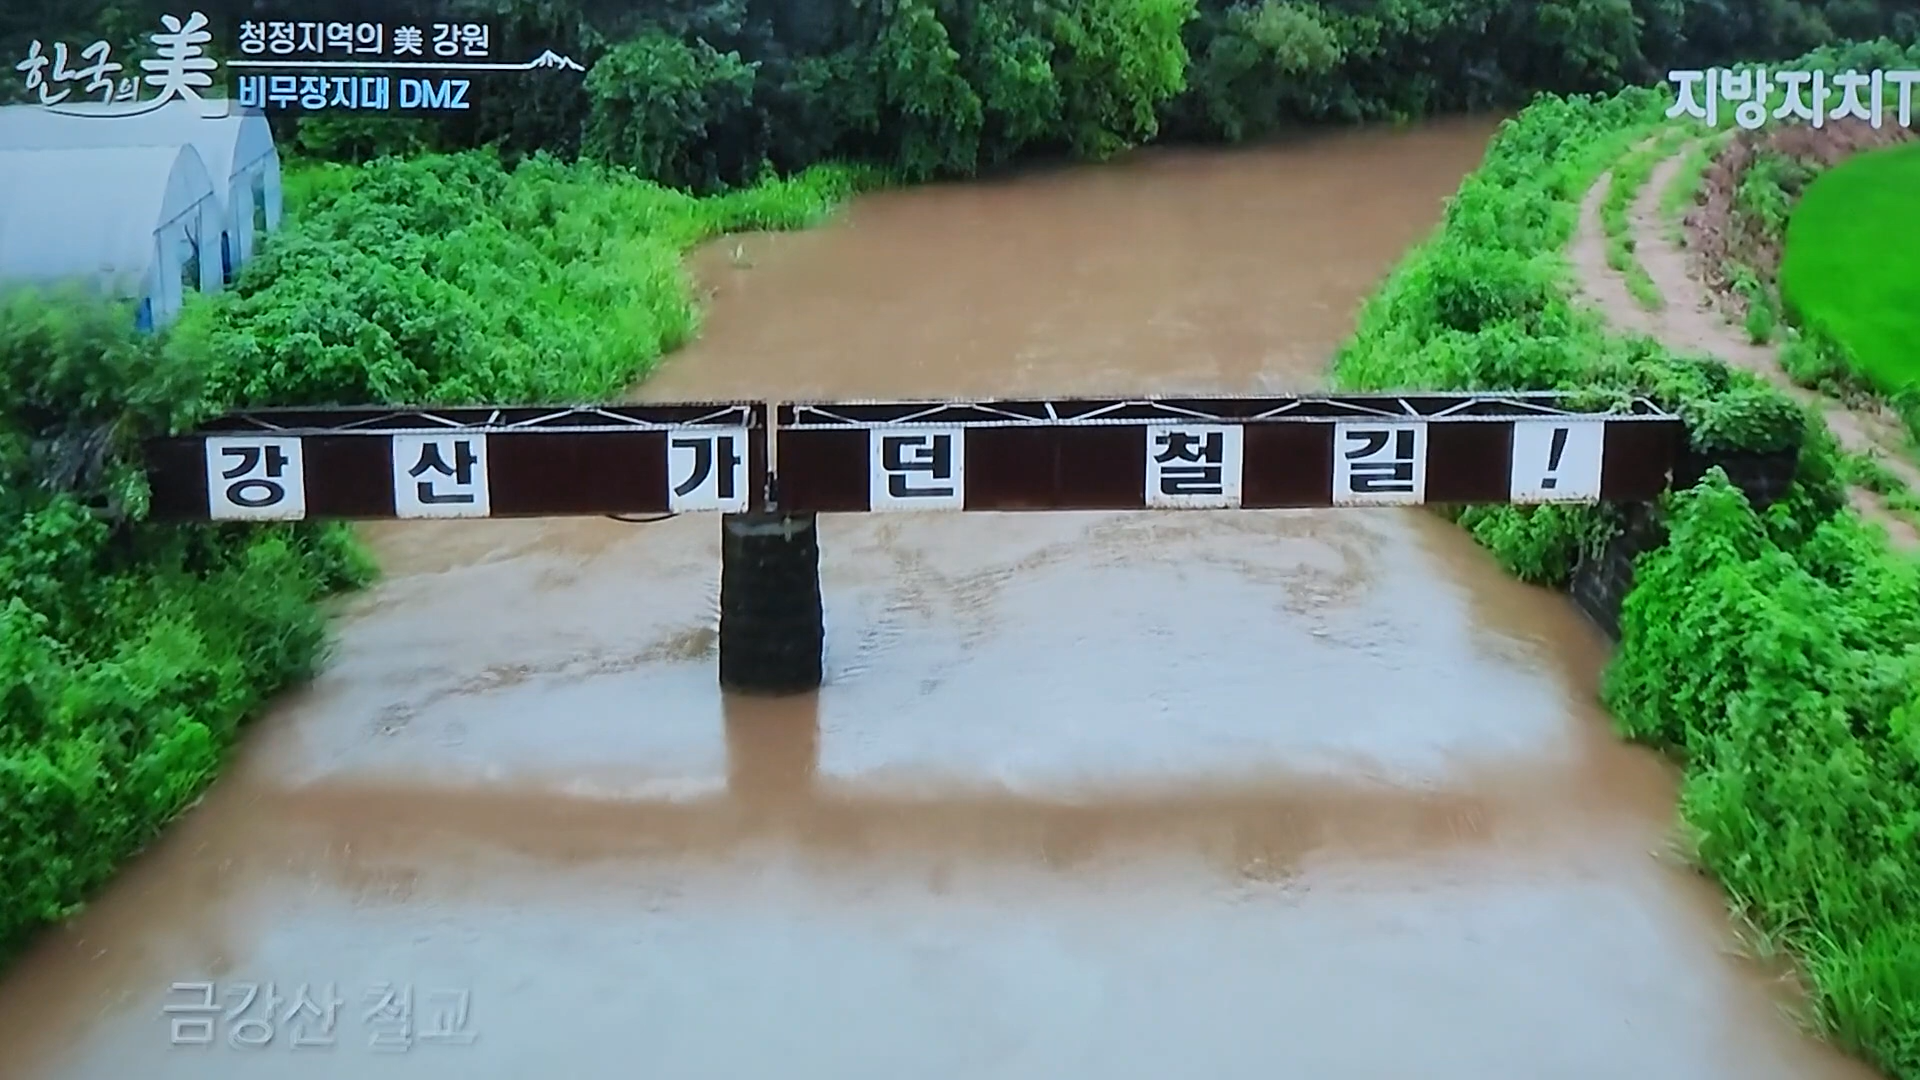 한국의美
청정지역의 美 강원
비무장지대 DMZ
지방자치T
강산가던철길!
금강산 철교